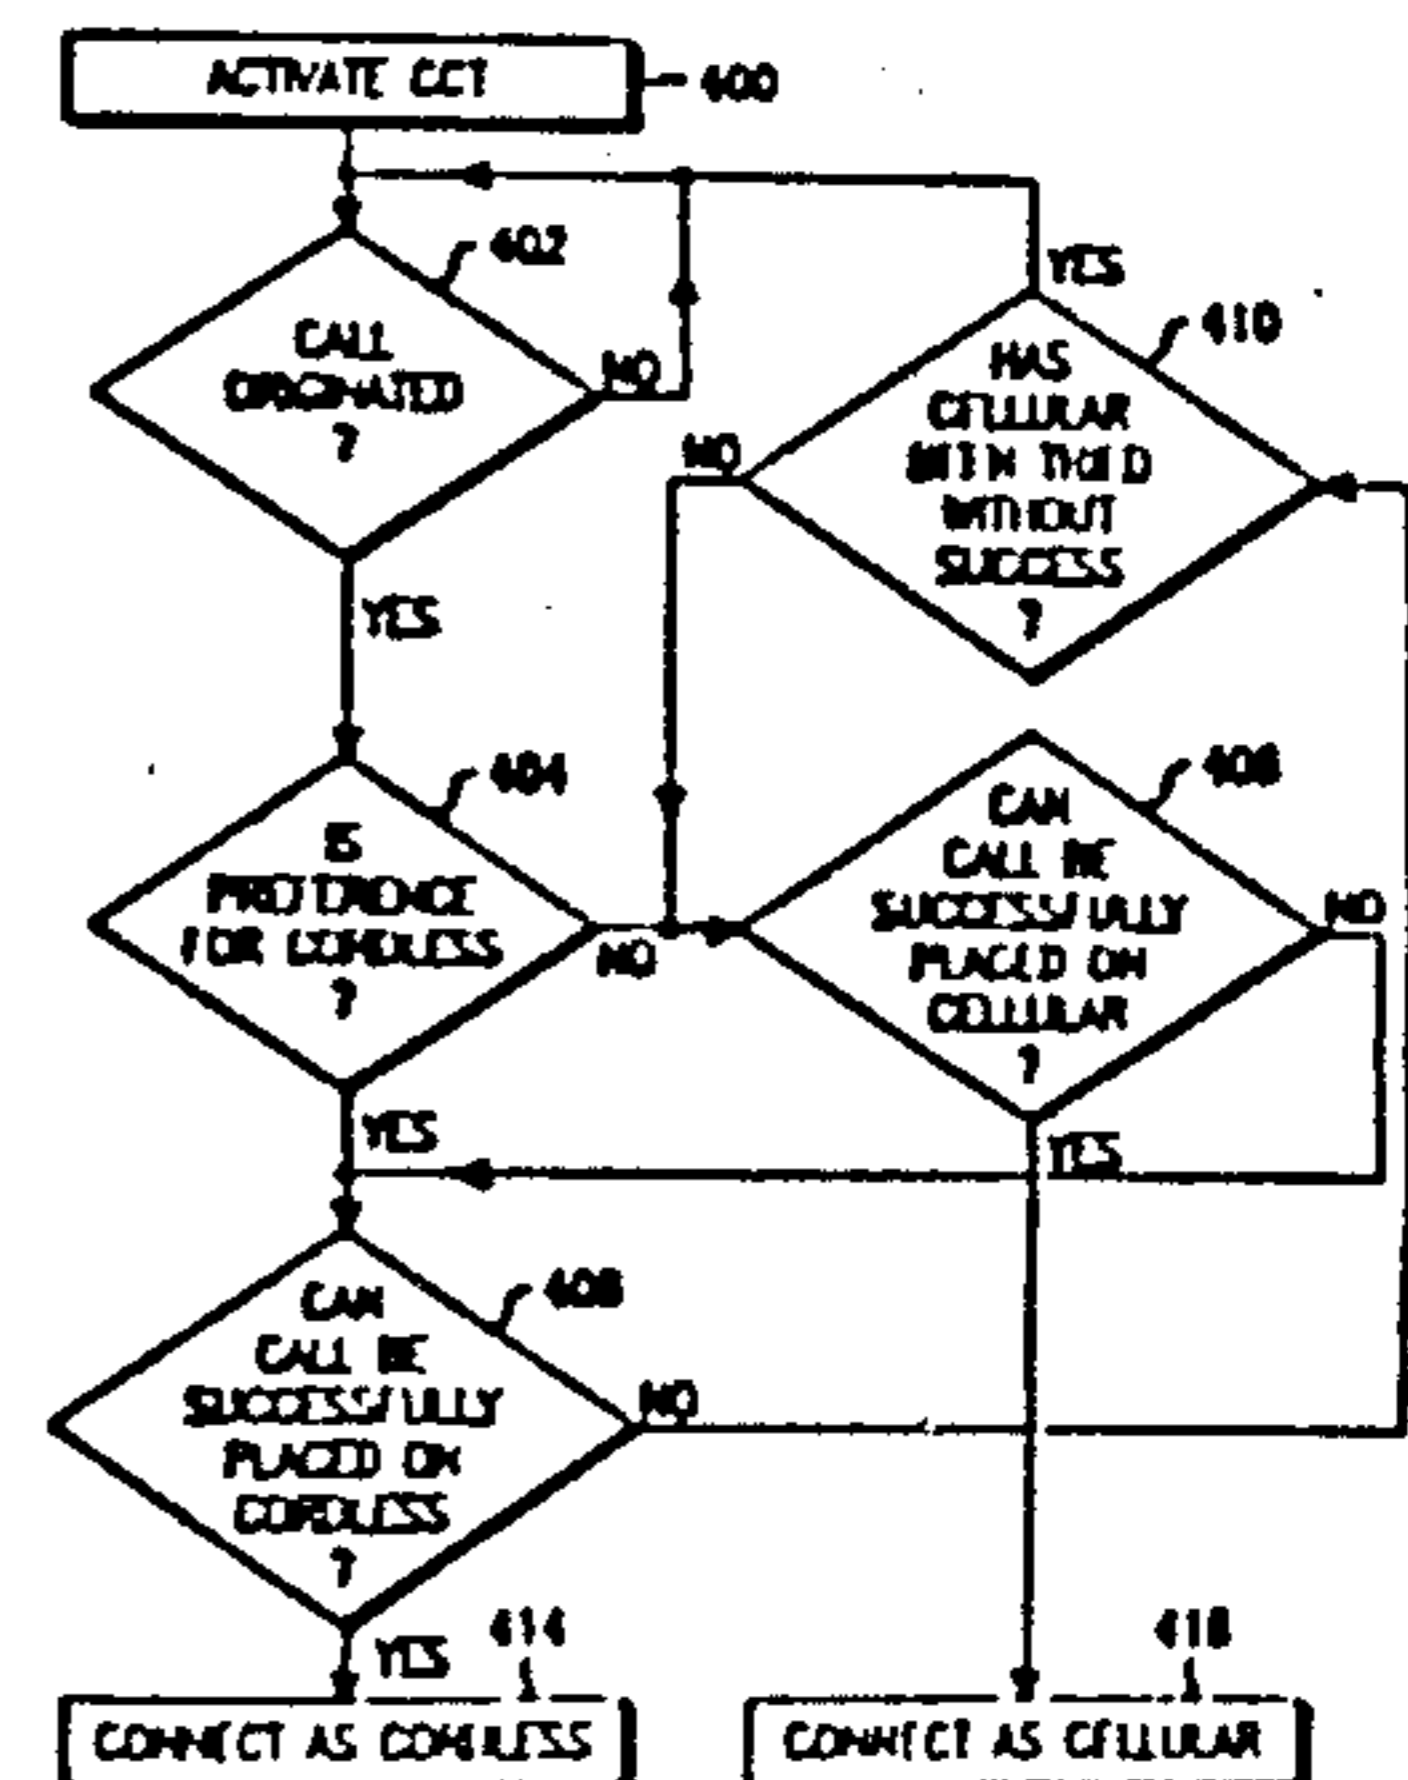 ACTIVATE CCT
400
402
CALL
ORIGINATED
?
NO
YES
YES
410
HAS
CELLULAR
BEEN TRIED
WITHOUT
SUCCESS
?
NO
404
IS
PREFERENCE
FOR CORDLESS
?
NO
YES
CAN
CALL BE
SUCCESSFULLY
PLACED ON
CELLULAR
?
NO
YES
408
CAN
CALL BE
SUCCESSFULLY
PLACED ON
CORDLESS
?
NO
YES
414
CONNECT AS CORDLESS
CONNECT AS CELLULAR